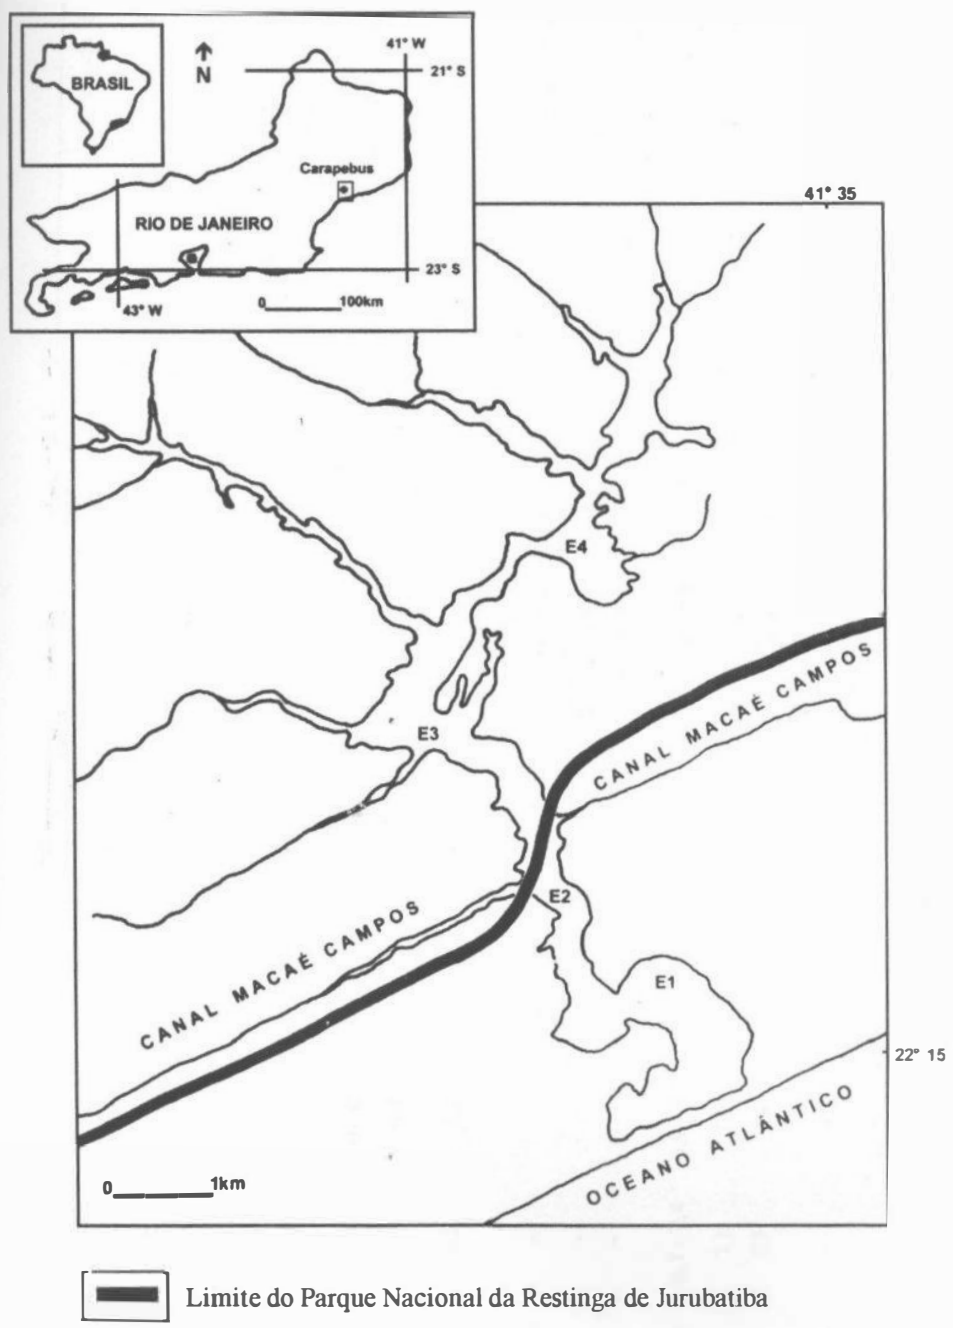 41° W
N
21° S
BRASIL
Carapebus
RIO DE JANEIRO
23° S
43° W
0 100km
41° 35
E4
CANAL MACAÉ CAMPOS
E3
E2
CANAL MACAÉ CAMPOS
E1
22° 15
OCEANO ATLÂNTICO
0 1km
Limite do Parque Nacional da Restinga de Jurubatiba